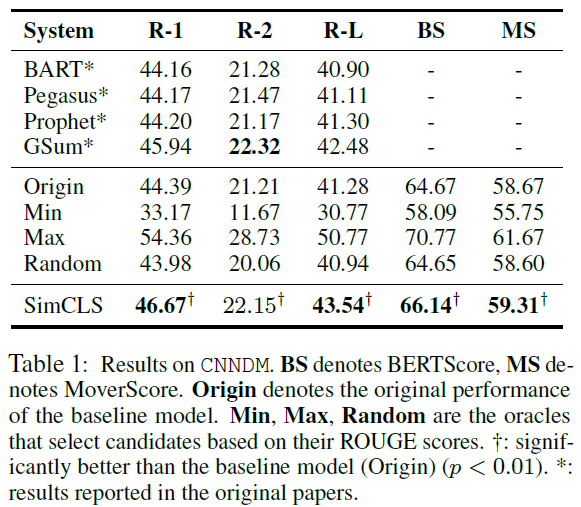 System R-1 R-2 R-L BS MS
BART* 44.16 21.28 40.90 - -
Pegasus* 44.17 21.47 41.11 - -
Prophet* 44.20 21.17 41.30 - -
GSum* 45.94 22.32 42.48 - -
Origin 44.39 21.21 41.28 64.67 58.67
Min 33.17 11.67 30.77 58.09 55.75
Max 54.36 28.73 50.77 70.77 61.67
Random 43.98 20.06 40.94 64.65 58.60
SimCLS 46.67† 22.15† 43.54† 66.14† 59.31†
Table 1: Results on CNNDM. BS denotes BERTScore, MS de-
notes MoverScore. Origin denotes the original performance
of the baseline model. Min, Max, Random are the oracles
that select candidates based on their ROUGE scores. †: signif-
icantly better than the baseline model (Origin) (p < 0.01). *:
results reported in the original papers.